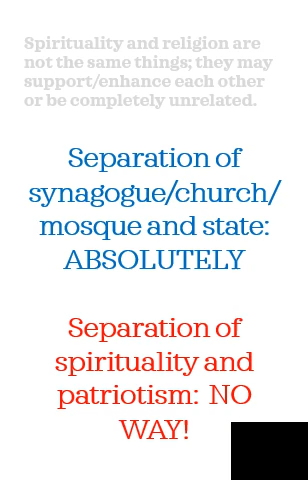 Spirituality and religion are
not the same things; they may
support/enhance each other
or be completely unrelated.
Separation of
synagogue/church/
mosque and state:
ABSOLUTELY
Separation of
spirituality and
patriotism: NO
WAY!